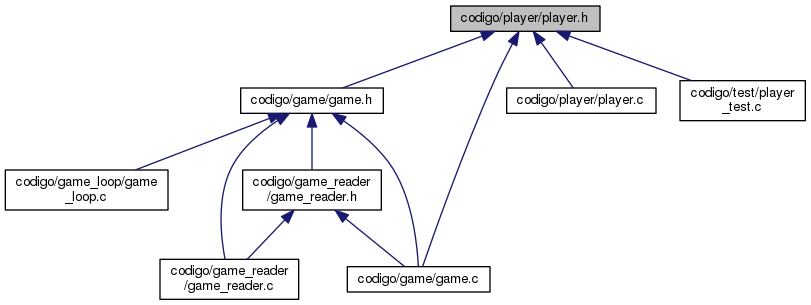 codigo/player/player.h
codigo/game/game.h
codigo/player/player.c
codigo/test/player
_test.c
codigo/game_loop/game
_loop.c
codigo/game_reader
/game_reader.h
codigo/game_reader
/game_reader.c
codigo/game/game.c